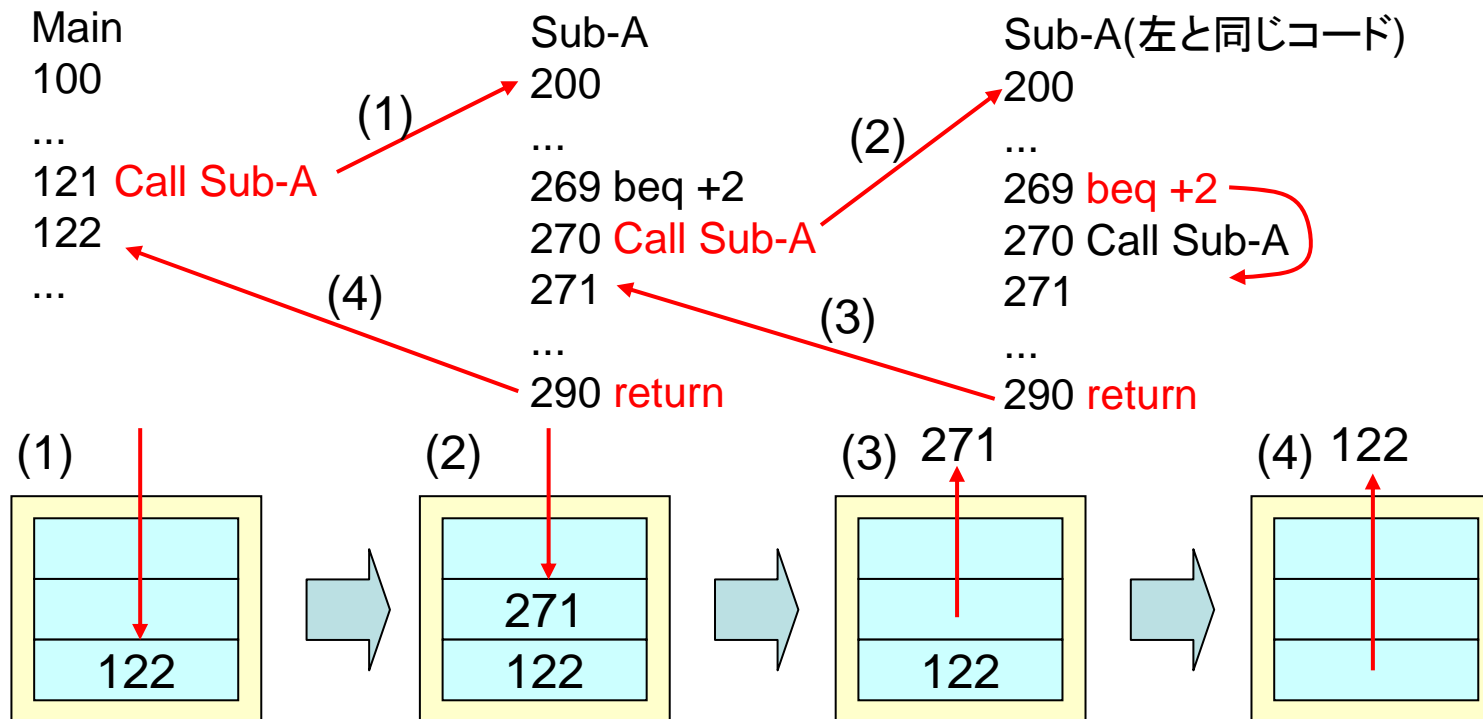 Main
100
...
121 Call Sub-A
122
...
(1)
Sub-A
200
...
269 beq +2
270 Call Sub-A
271
...
290 return
(2)
(4)
(3)
Sub-A(左と同じコード)
200
...
269 beq +2
270 Call Sub-A
271
...
290 return
(1)
122
(2)
271
122
(3) 271
122
(4) 122